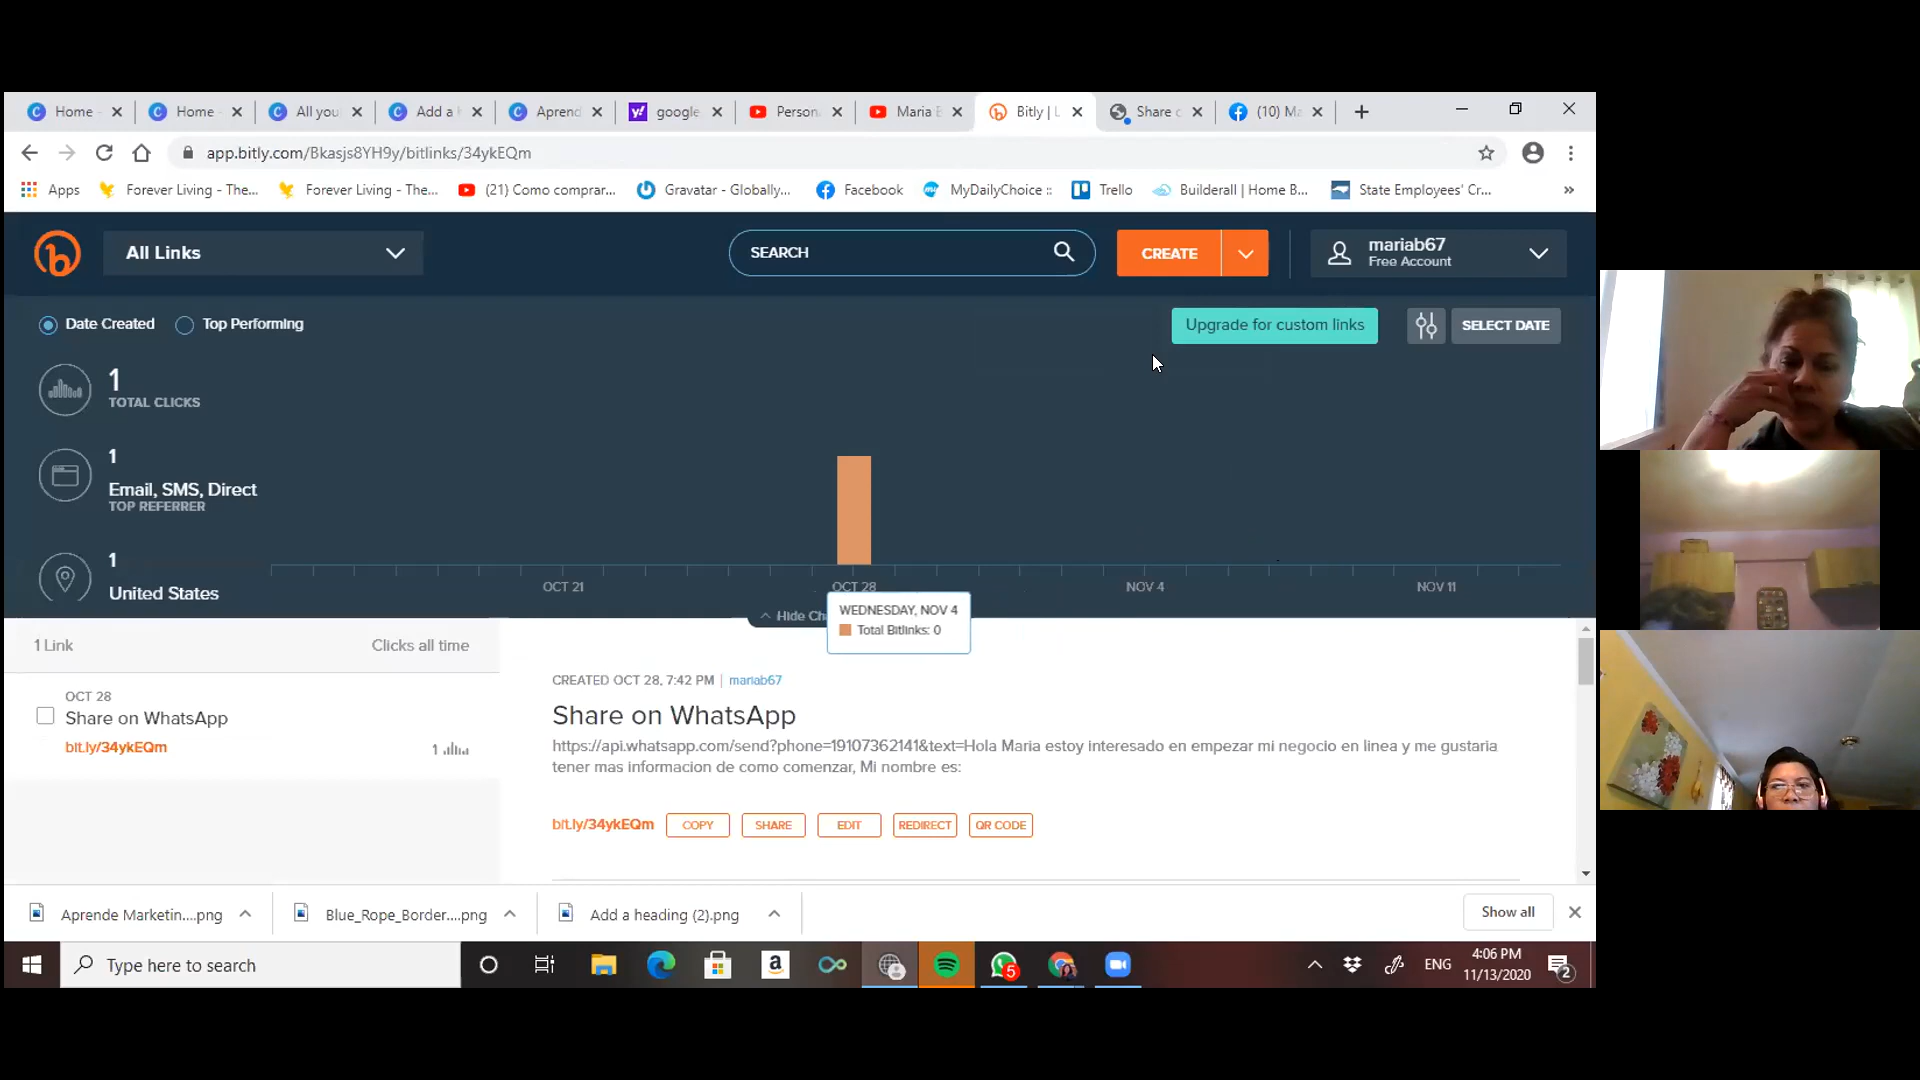 Home
Home
All you
Add a
Aprend
google
Person
Maria E
Bitly | L
Share o
(10) Ma
app.bitly.com/Bkasjs8YH9y/bitlinks/34ykEQm
Apps
Forever Living - The...
Forever Living - The...
(21) Como comprar...
Gravatar - Globally...
Facebook
MyDailyChoice ::
Trello
Builderall | Home B...
State Employees' Cr...
»
All Links
SEARCH
CREATE
mariab67
Free Account
Date Created
Top Performing
Upgrade for custom links
SELECT DATE
1
TOTAL CLICKS
1
Email, SMS, Direct
TOP REFERRER
1
United States
OCT 21
OCT 28
NOV 4
NOV 11
Hide Ch
WEDNESDAY, NOV 4
Total Bitlinks: 0
1 Link
Clicks all time
OCT 28
Share on WhatsApp
bit.ly/34ykEQm
1
CREATED OCT 28, 7:42 PM | mariab67
Share on WhatsApp
https://api.whatsapp.com/send?phone=19107362141&text=Hola Maria estoy interesado en empezar mi negocio en linea y me gustaria
tener mas informacion de como comenzar, Mi nombre es:
bit.ly/34ykEQm
COPY
SHARE
EDIT
REDIRECT
QR CODE
Aprende Marketin....png
Blue_Rope_Border....png
Add a heading (2).png
Show all
Type here to search
a
5
ENG
4:06 PM
11/13/2020
2